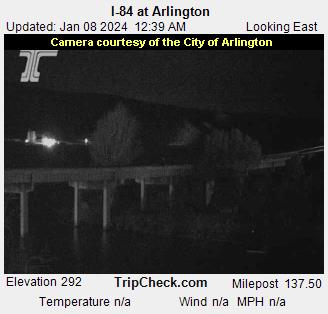 I-84 at Arlington
Updated: Jan 08 2024 12:39 AM Looking East
Camera courtesy of the City of Arlington
Elevation 292 TripCheck.com Milepost 137.50
Temperature n/a Wind n/a MPH n/a